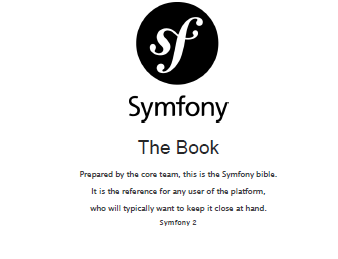 sf
Symfony
The Book
Prepared by the core team, this is the Symfony bible.
It is the reference for any user of the platform,
who will typically want to keep it close at hand.
Symfony 2